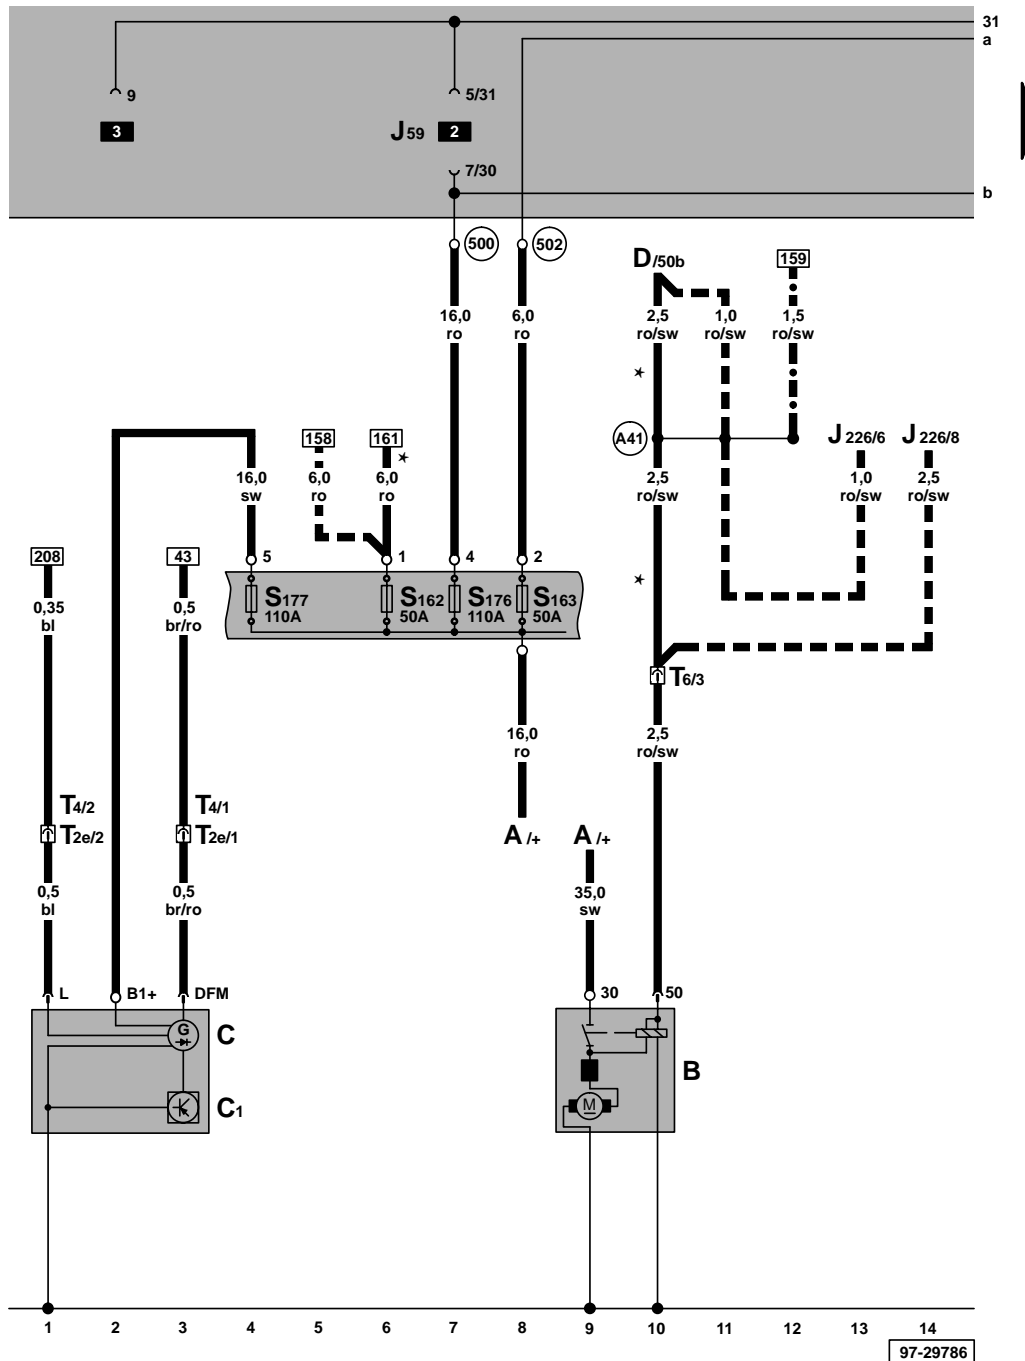 31
a
9
5/31
3
J59
2
7/30
b
500
502
D/50b
159
16,0
ro
6,0
ro
2,5
ro/sw
1,0
ro/sw
1,5
ro/sw
*
158
161
*
A41
J226/6
J226/8
16,0
sw
6,0
ro
6,0
ro
2,5
ro/sw
1,0
ro/sw
2,5
ro/sw
208
43
5
1
4
2
*
S177
110A
S162
50A
S176
110A
S163
50A
0,35
bl
0,5
br/ro
T6/3
16,0
ro
2,5
ro/sw
T4/2
T2e/2
T4/1
T2e/1
A/+
A/+
0,5
bl
0,5
br/ro
35,0
sw
L
B1+
DFM
30
50
G
C
B
C1
M
1 2 3 4 5 6 7 8 9 10 11 12 13 14
97-29786